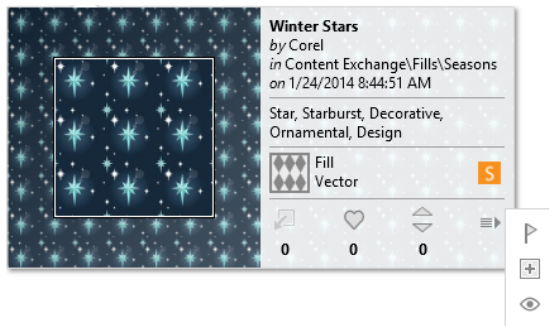 Winter Stars
by Corel
in Content Exchange\Fills\Seasons
on 1/24/2014 8:44:51 AM
Star, Starburst, Decorative,
Ornamental, Design
Fill
Vector
S
0 0 0